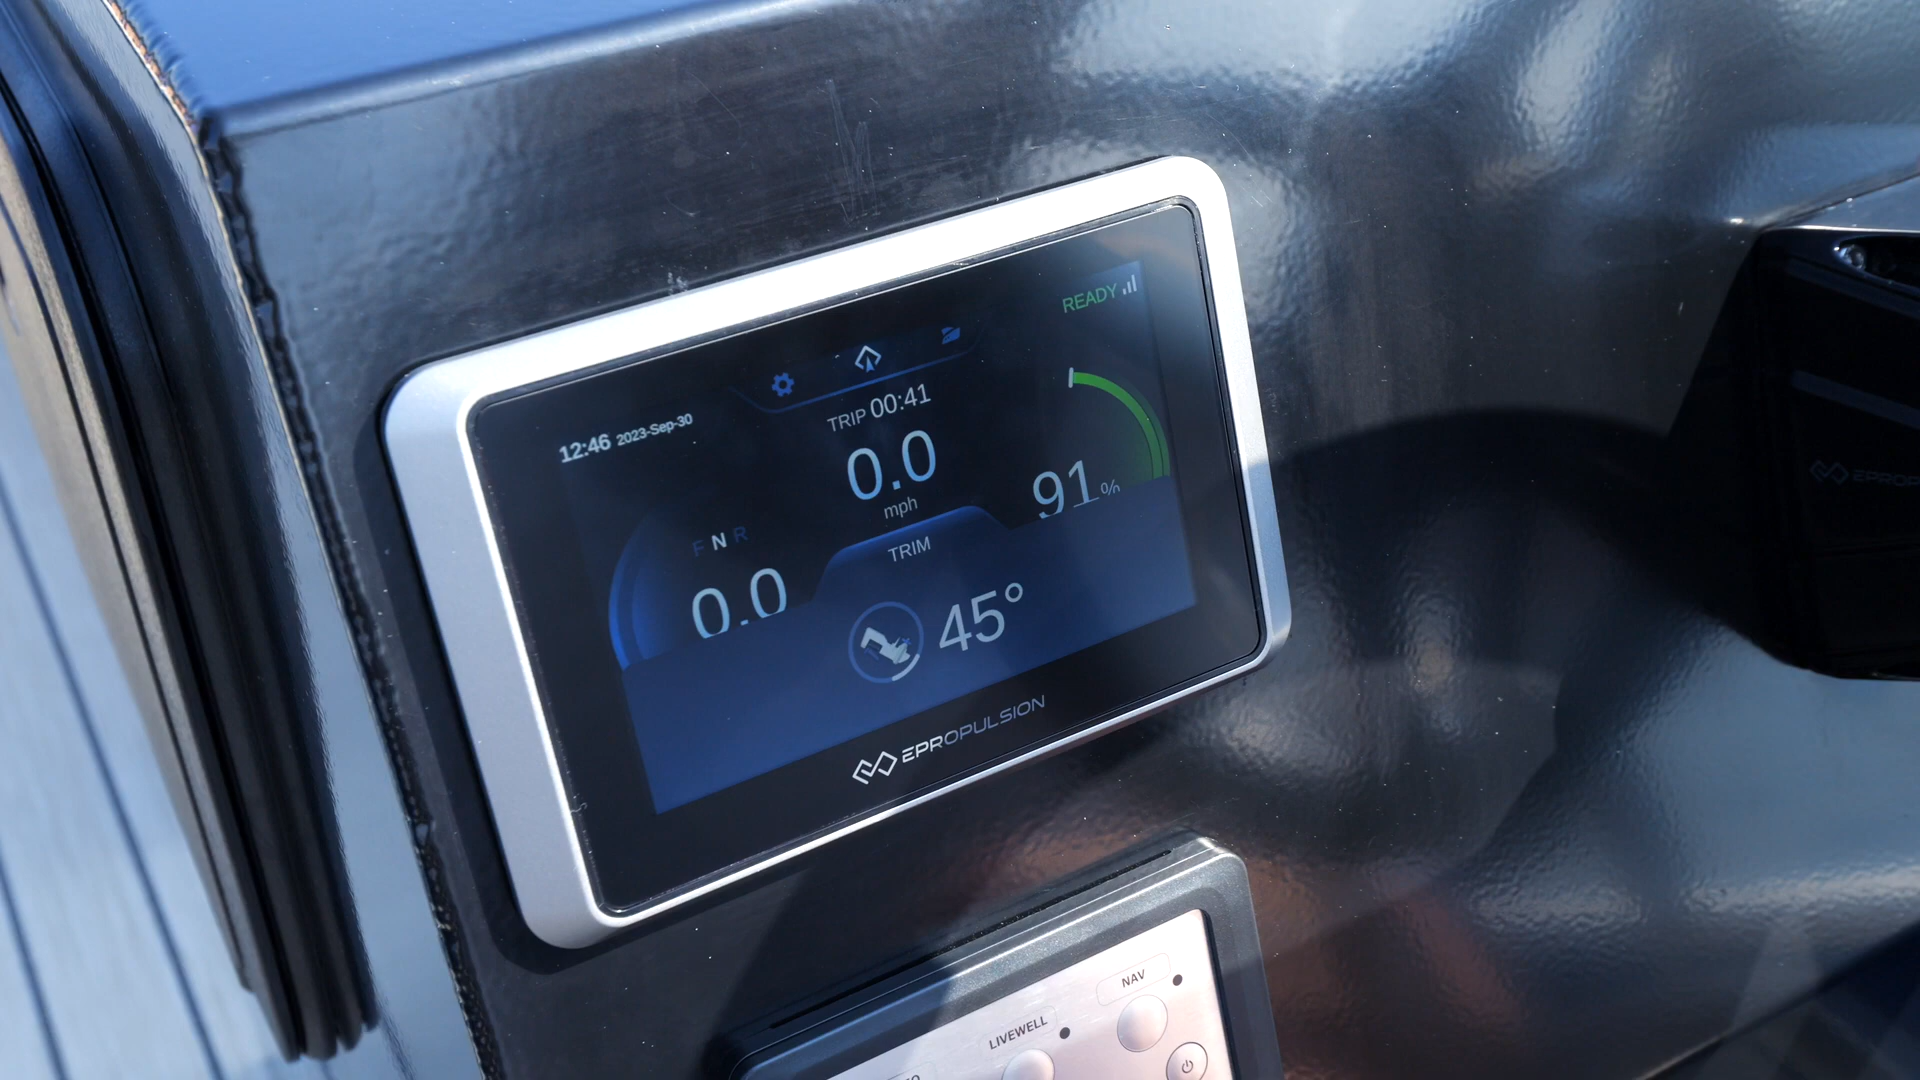 READY
12:46 2023-Sep-30
TRIP 00:41
0.0
mph
91%
F N R
0.0
TRIM
45°
EPROPULSION
NAV
LIVEWELL